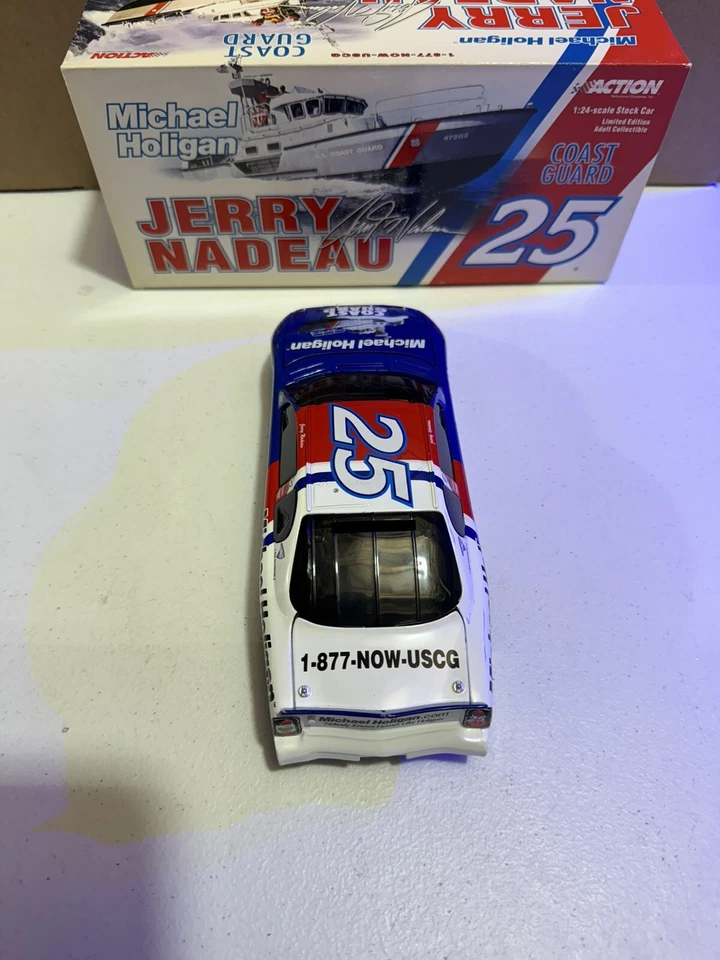 JERRY
Michael Holigan
COAST
GUARD
1-877-NOW-USCG
ACTION
1:24-scale Stock Car
Limited Edition
Adult Collectible
Michael
Holigan
U.S. COAST GUARD
COAST
GUARD
JERRY
NADEAU
25
COAST
Michael Holigan
25
1-877-NOW-USCG
Michael Holigan.com
25